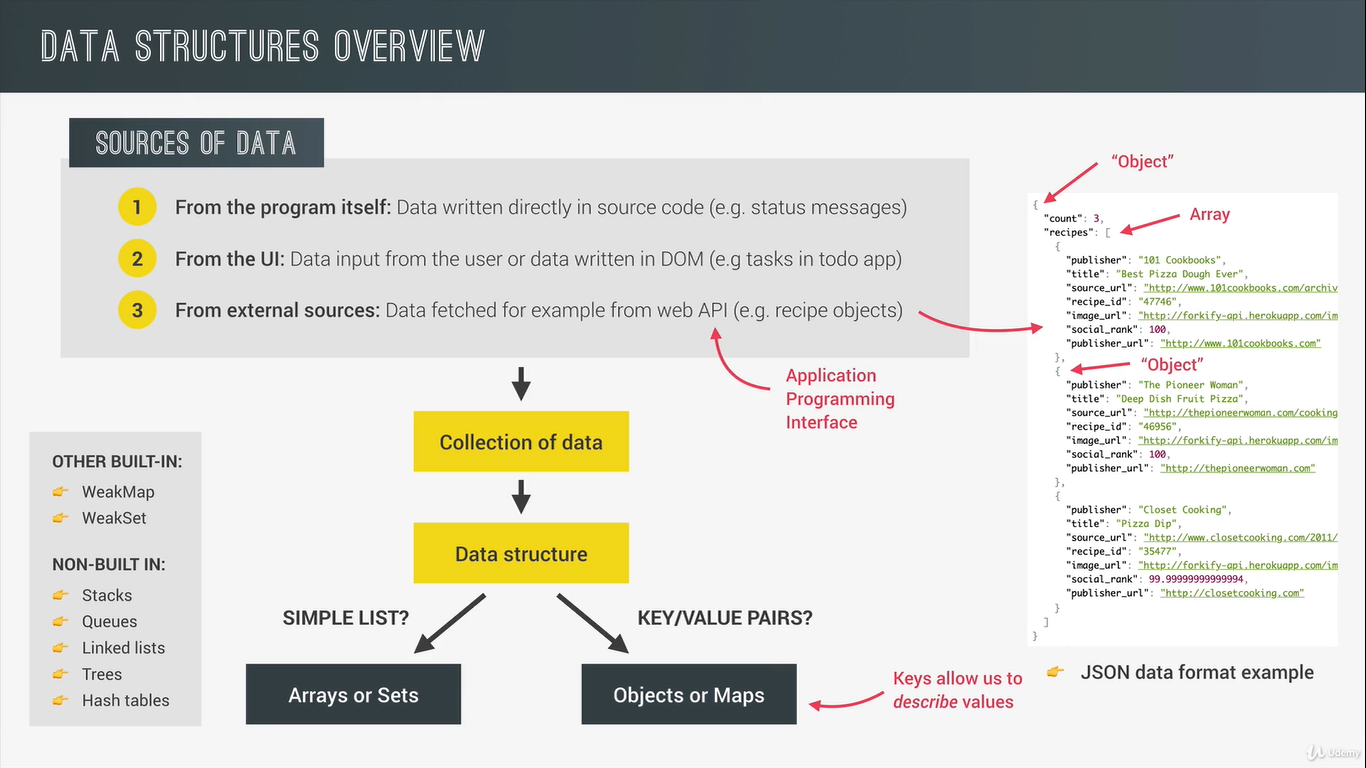 DATA STRUCTURES OVERVIEW
SOURCES OF DATA
1 From the program itself: Data written directly in source code (e.g. status messages)
2 From the UI: Data input from the user or data written in DOM (e.g tasks in todo app)
3 From external sources: Data fetched for example from web API (e.g. recipe objects)
Application
Programming
Interface
Collection of data
Data structure
SIMPLE LIST?
KEY/VALUE PAIRS?
Arrays or Sets
Objects or Maps
Keys allow us to
describe values
OTHER BUILT-IN:
👉 WeakMap
👉 WeakSet
NON-BUILT IN:
👉 Stacks
👉 Queues
👉 Linked lists
👉 Trees
👉 Hash tables
“Object”
Array
“Object”
{
"count": 3,
"recipes": [
{
"publisher": "101 Cookbooks",
"title": "Best Pizza Dough Ever",
"source_url": "http://www.101cookbooks.com/archiv
"recipe_id": "47746",
"image_url": "http://forkify-api.herokuapp.com/im
"social_rank": 100,
"publisher_url": "http://www.101cookbooks.com"
},
{
"publisher": "The Pioneer Woman",
"title": "Deep Dish Fruit Pizza",
"source_url": "http://thepioneerwoman.com/cooking
"recipe_id": "46956",
"image_url": "http://forkify-api.herokuapp.com/im
"social_rank": 100,
"publisher_url": "http://thepioneerwoman.com"
},
{
"publisher": "Closet Cooking",
"title": "Pizza Dip",
"source_url": "http://www.closetcooking.com/2011/
"recipe_id": "35477",
"image_url": "http://forkify-api.herokuapp.com/im
"social_rank": 99.99999999999994,
"publisher_url": "http://closetcooking.com"
}
]
}
👉 JSON data format example
Udemy